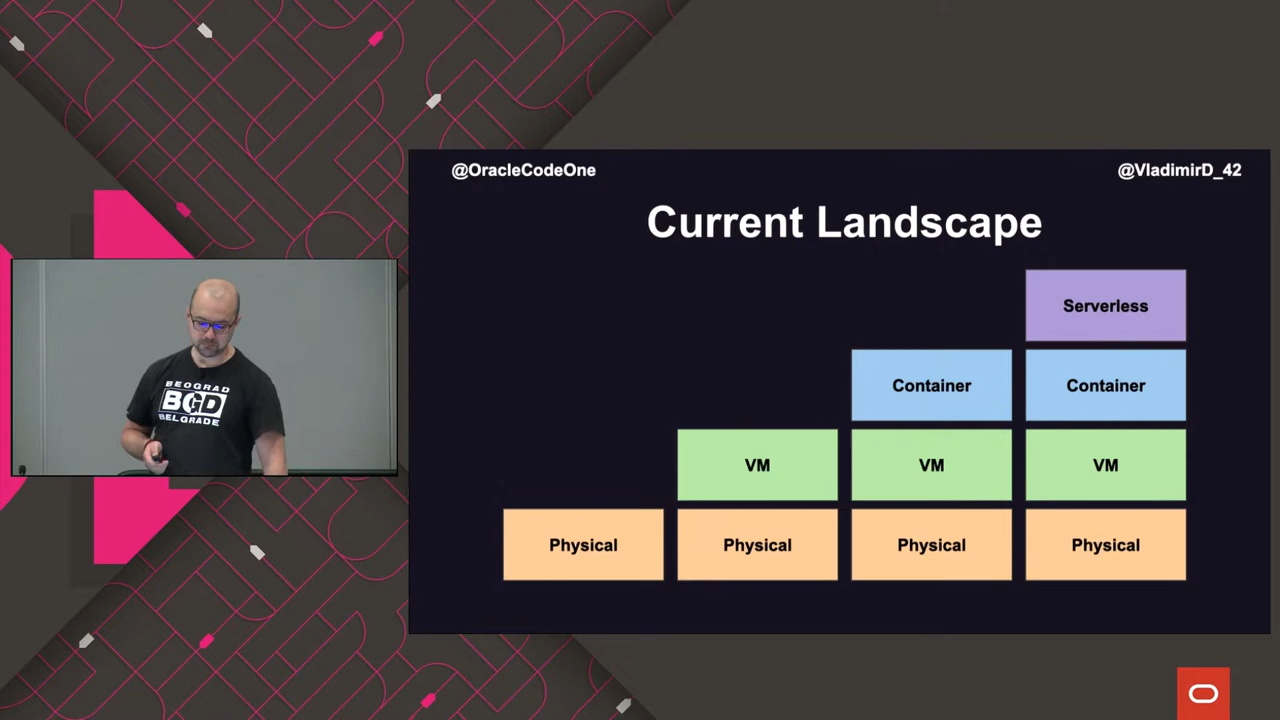 @OracleCodeOne
@VladimirD_42
Current Landscape
Serverless
Container
Container
VM
VM
VM
Physical
Physical
Physical
Physical
BEOGRAD
BGD
BELGRADE